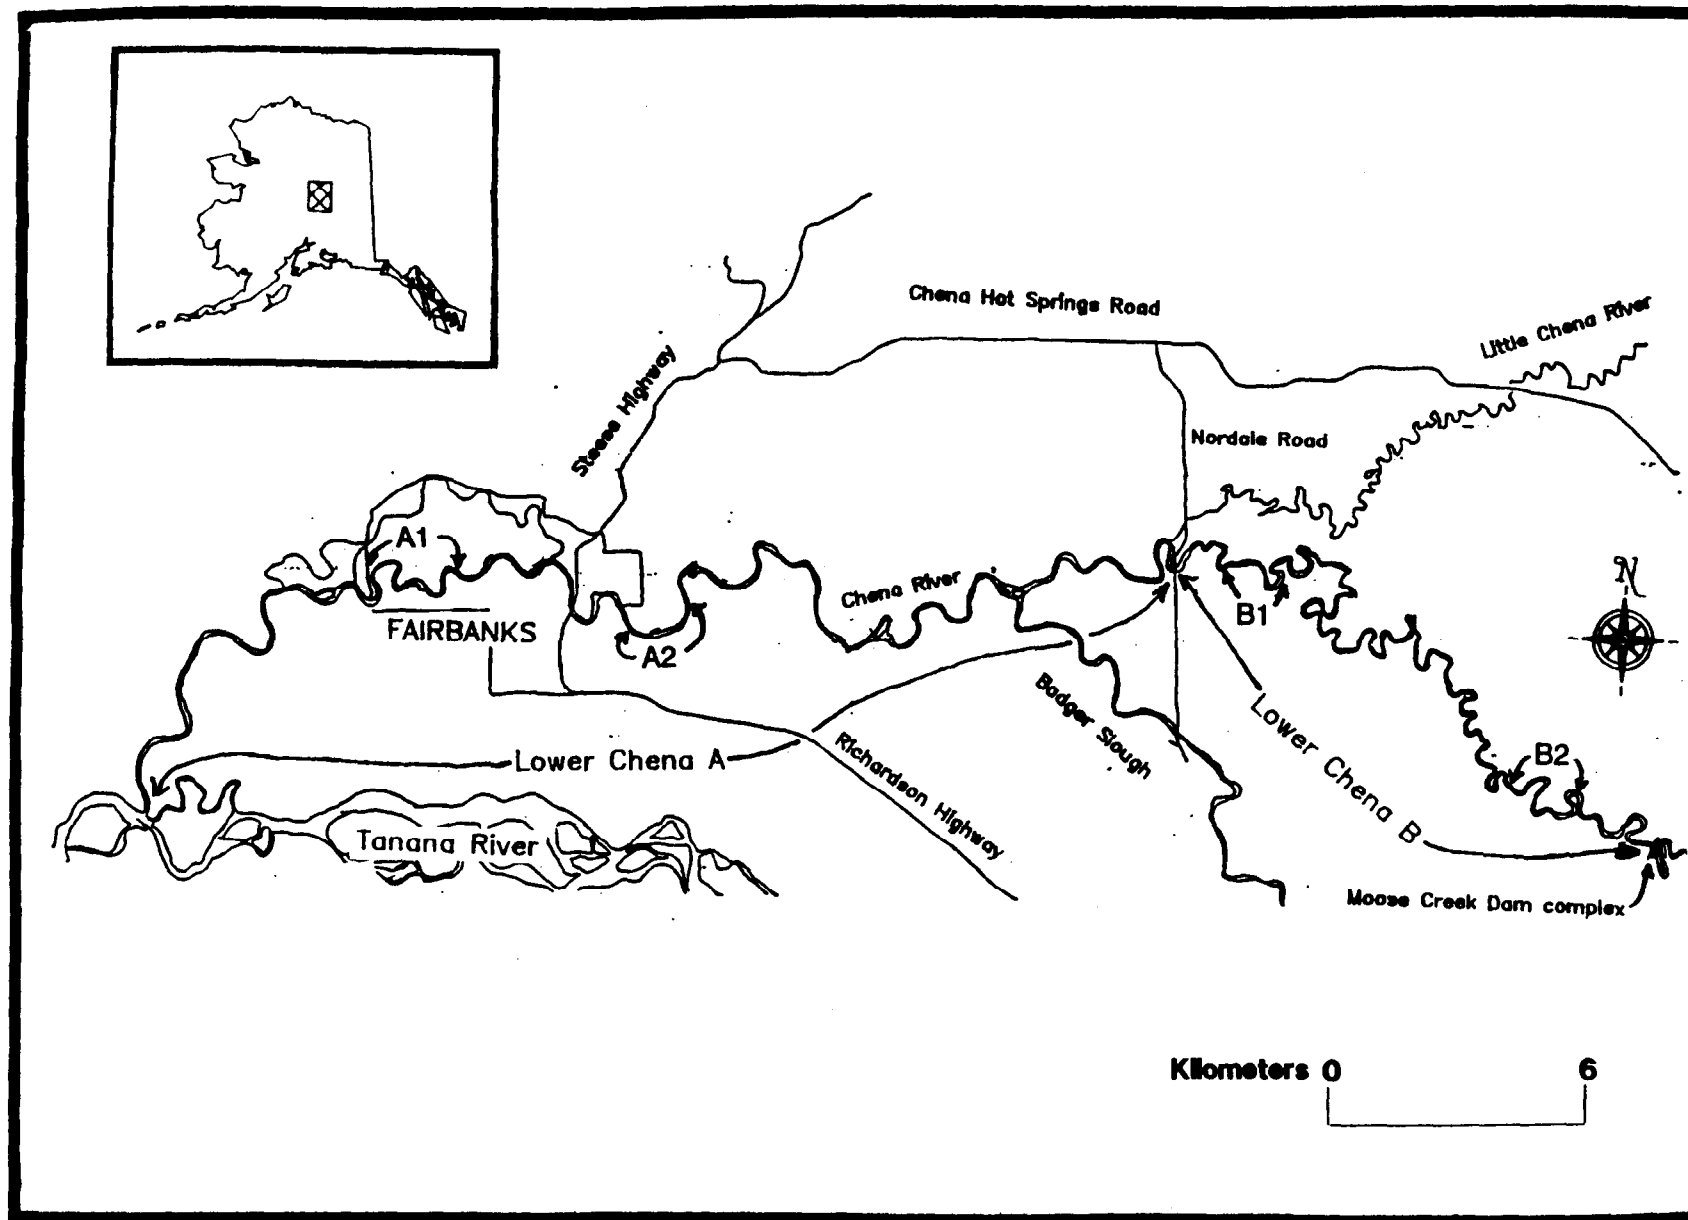 Chena Hot Springs Road
Little Chena River
Steese Highway
Nordale Road
A1
N
Chena River
B1
FAIRBANKS
A2
Badger Slough
Lower Chena B
Richardson Highway
Lower Chena A
B2
Tanana River
Moose Creek Dam complex
Kilometers 0 6